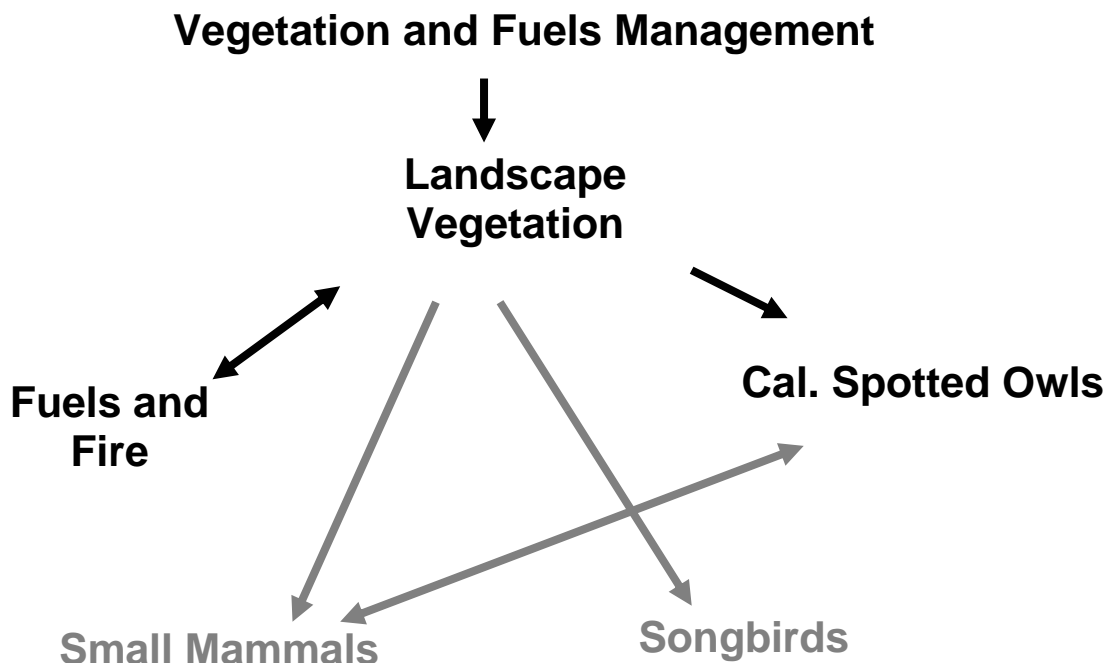 Vegetation and Fuels Management
Landscape
Vegetation
Fuels and
Fire
Cal. Spotted Owls
Small Mammals
Songbirds